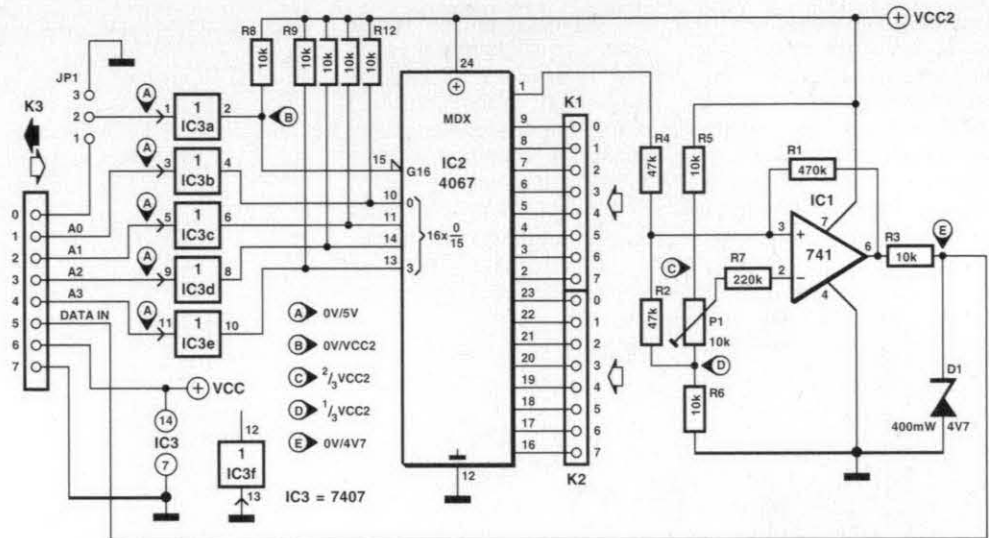 R8
R9
R12
10k
10k
10k
10k
10k
VCC2
JP1
3
2
1
K3
A
1
1
IC3a
2
B
A
3
1
IC3b
4
A
5
1
IC3c
6
A
9
1
IC3d
8
A
11
1
IC3e
10
0
1
2
3
4
5
6
7
A0
A1
A2
A3
DATA IN
VCC
14
IC3
7
12
1
IC3f
13
IC3 = 7407
A 0V/5V
B 0V/VCC2
C 2/3VCC2
D 1/3VCC2
E 0V/4V7
24
MDX
IC2
4067
15
G16
10
11
14
13
0
3
16x 0/15
12
1
9
8
7
6
5
4
3
2
23
22
21
20
19
18
17
16
K1
0
1
2
3
4
5
6
7
0
1
2
3
4
5
6
7
K2
R4
47k
R5
10k
R1
470k
IC1
741
3
+
2
−
7
4
6
R3
10k
E
R2
47k
C
P1
10k
R7
220k
D
R6
10k
D1
400mW
4V7